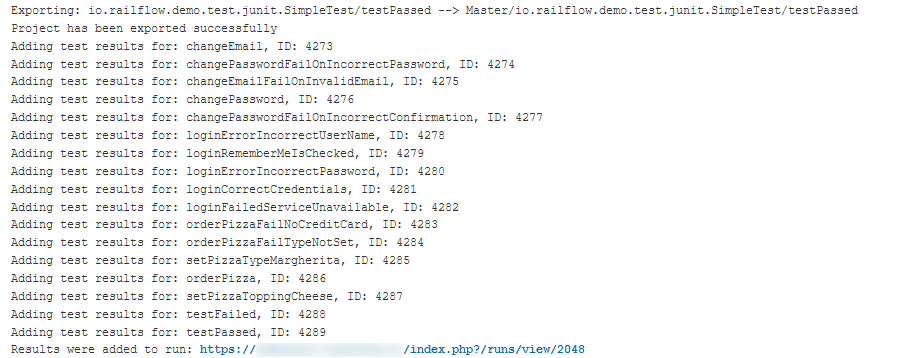 Exporting: io.railflow.demo.test.junit.SimpleTest/testPassed --> Master/io.railflow.demo.test.junit.SimpleTest/testPassed
Project has been exported successfully
Adding test results for: changeEmail, ID: 4273
Adding test results for: changePasswordFailOnIncorrectPassword, ID: 4274
Adding test results for: changeEmailFailOnInvalidEmail, ID: 4275
Adding test results for: changePassword, ID: 4276
Adding test results for: changePasswordFailOnIncorrectConfirmation, ID: 4277
Adding test results for: loginErrorIncorrectUserName, ID: 4278
Adding test results for: loginRememberMeIsChecked, ID: 4279
Adding test results for: loginErrorIncorrectPassword, ID: 4280
Adding test results for: loginCorrectCredentials, ID: 4281
Adding test results for: loginFailedServiceUnavailable, ID: 4282
Adding test results for: orderPizzaFailNoCreditCard, ID: 4283
Adding test results for: orderPizzaFailTypeNotSet, ID: 4284
Adding test results for: setPizzaTypeMargherita, ID: 4285
Adding test results for: orderPizza, ID: 4286
Adding test results for: setPizzaToppingCheese, ID: 4287
Adding test results for: testFailed, ID: 4288
Adding test results for: testPassed, ID: 4289
Results were added to run: https:// /index.php?/runs/view/2048